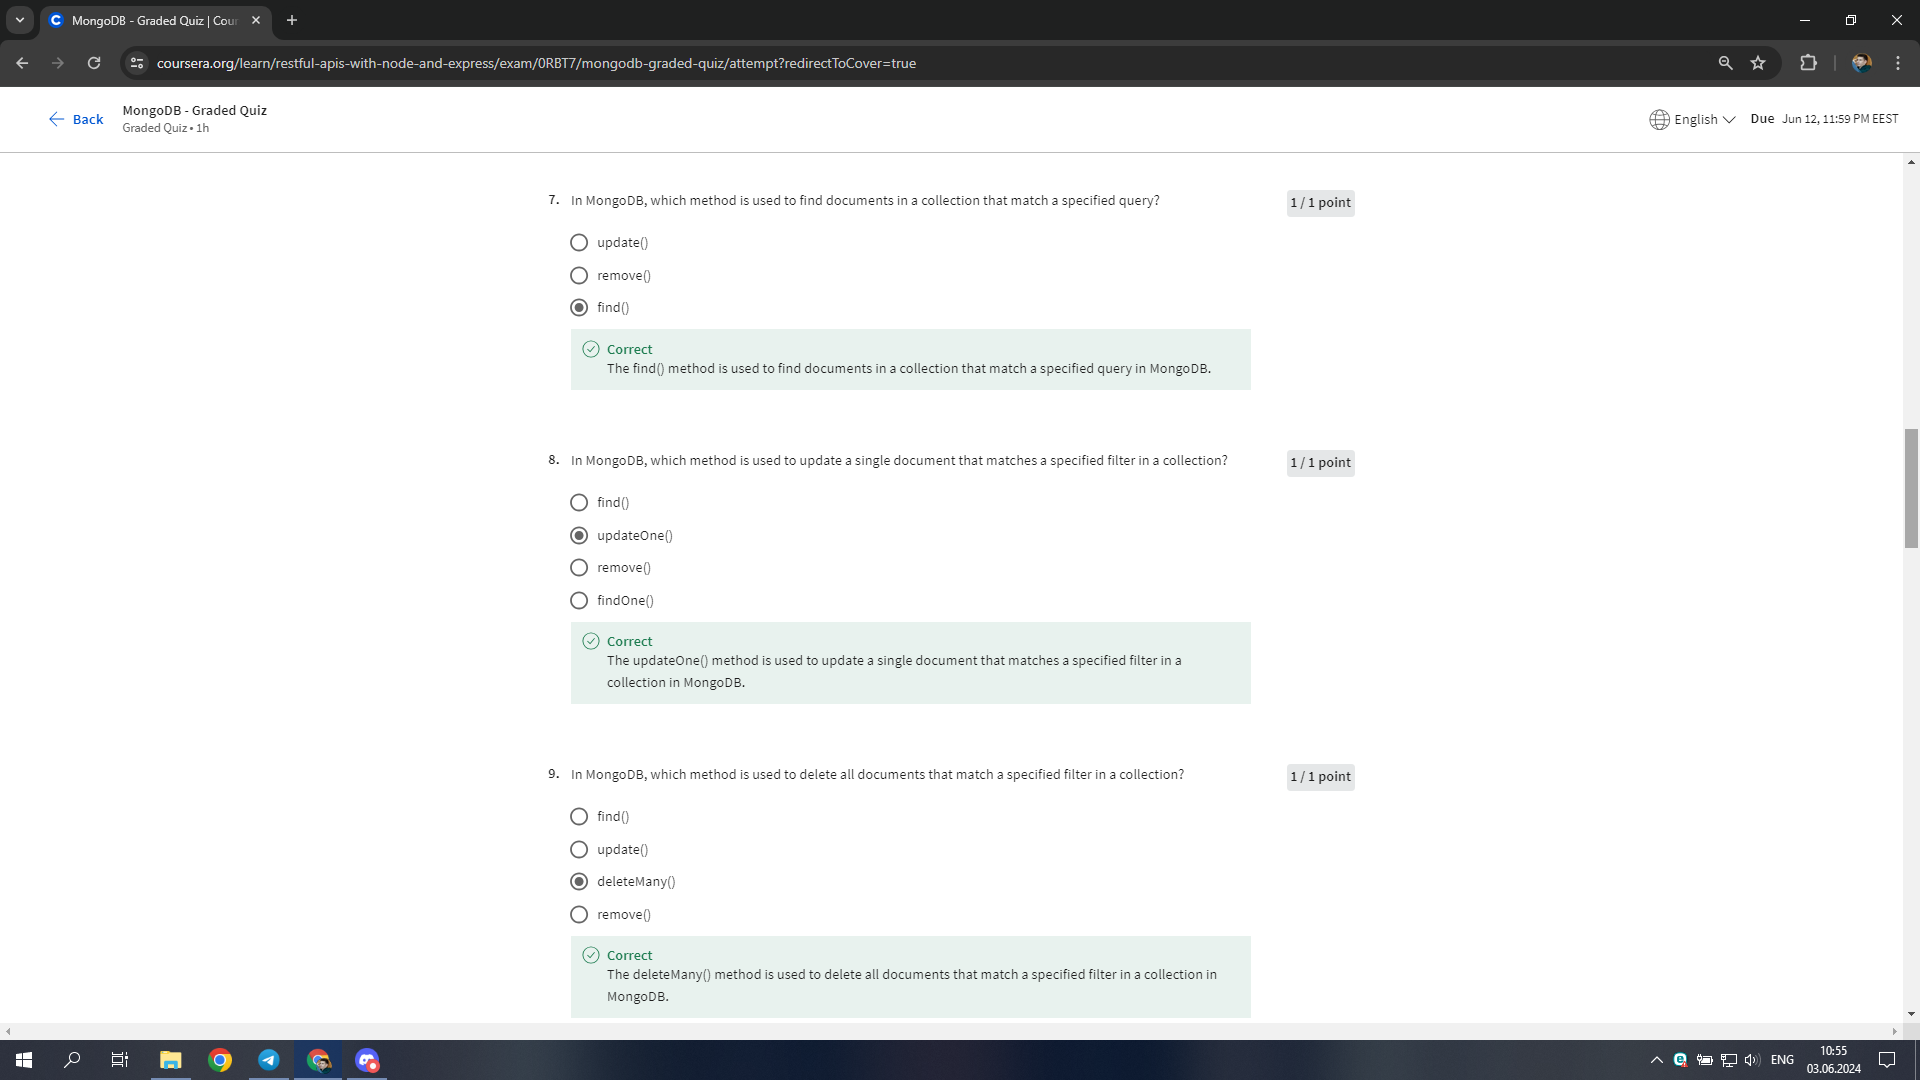 MongoDB - Graded Quiz | Cour
coursera.org/learn/restful-apis-with-node-and-express/exam/0RBT7/mongodb-graded-quiz/attempt?redirectToCover=true
Back
MongoDB - Graded Quiz
Graded Quiz • 1h
English
Due Jun 12, 11:59 PM EEST
7. In MongoDB, which method is used to find documents in a collection that match a specified query?
1 / 1 point
update()
remove()
find()
Correct
The find() method is used to find documents in a collection that match a specified query in MongoDB.
8. In MongoDB, which method is used to update a single document that matches a specified filter in a collection?
1 / 1 point
find()
updateOne()
remove()
findOne()
Correct
The updateOne() method is used to update a single document that matches a specified filter in a
collection in MongoDB.
9. In MongoDB, which method is used to delete all documents that match a specified filter in a collection?
1 / 1 point
find()
update()
deleteMany()
remove()
Correct
The deleteMany() method is used to delete all documents that match a specified filter in a collection in
MongoDB.
ENG
10:55
03.06.2024